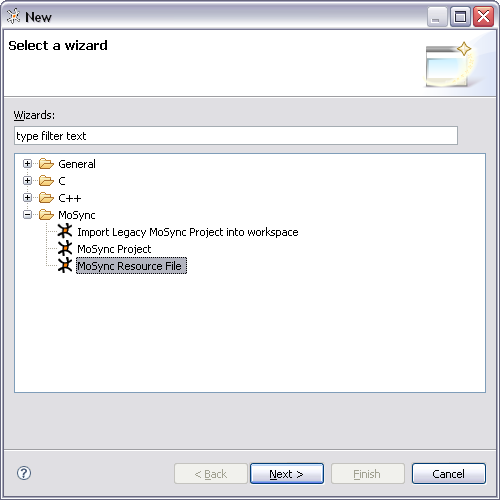 New
Select a wizard
Wizards:
type filter text
General
C
C++
MoSync
Import Legacy MoSync Project into workspace
MoSync Project
MoSync Resource File
?
< Back
Next >
Finish
Cancel